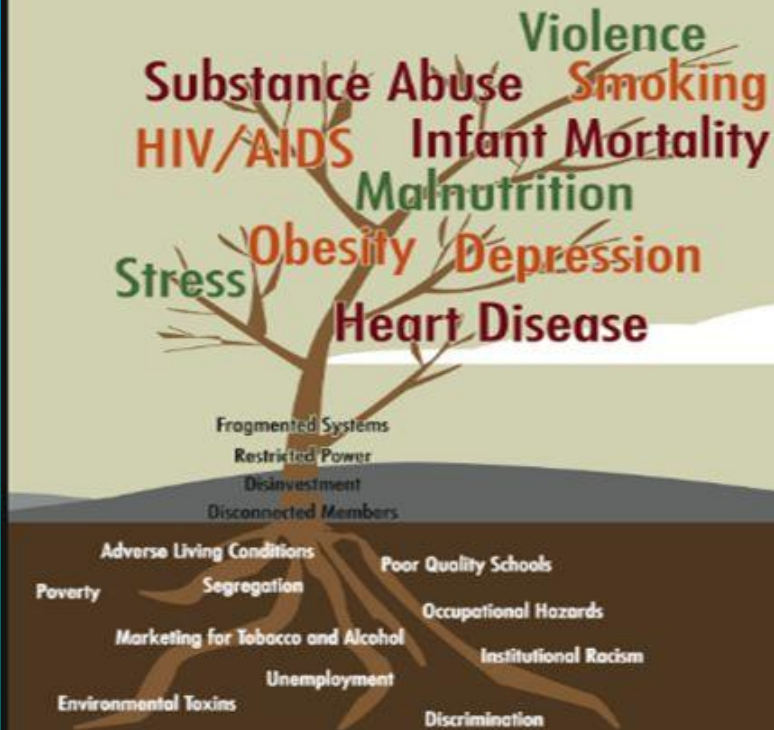 Violence
Substance Abuse
Smoking
HIV/AIDS
Infant Mortality
Malnutrition
Obesity
Depression
Stress
Heart Disease
Fragmented Systems
Restricted Power
Disinvestment
Disconnected Members
Adverse Living Conditions
Poor Quality Schools
Poverty
Segregation
Occupational Hazards
Marketing for Tobacco and Alcohol
Institutional Racism
Unemployment
Environmental Toxins
Discrimination